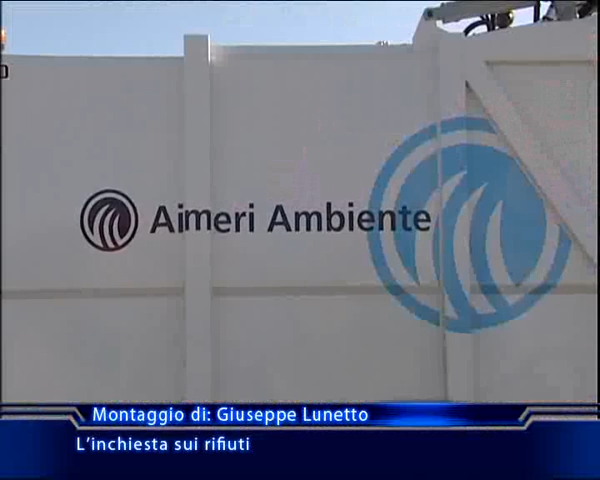 Aimeri Ambiente
Montaggio di: Giuseppe Lunetto
L'inchiesta sui rifiuti